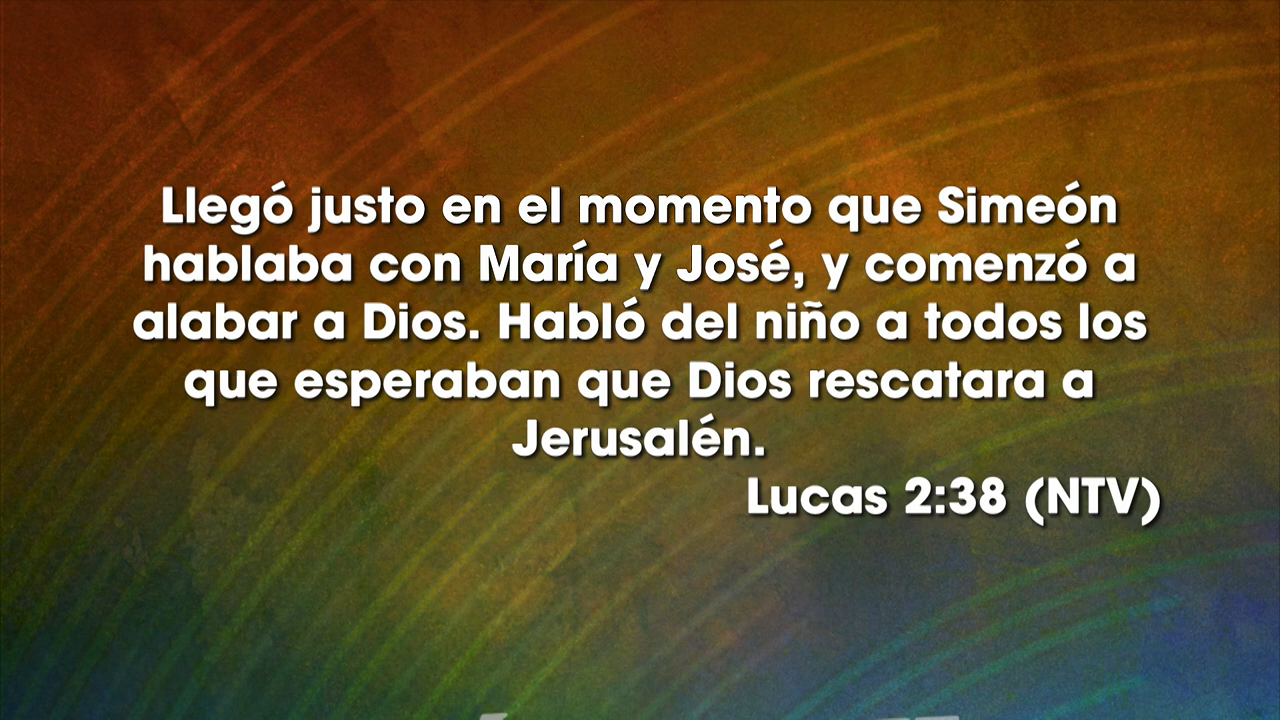 Llegó justo en el momento que Simeón
hablaba con María y José, y comenzó a
alabar a Dios. Habló del niño a todos los
que esperaban que Dios rescatara a
Jerusalén.
Lucas 2:38 (NTV)